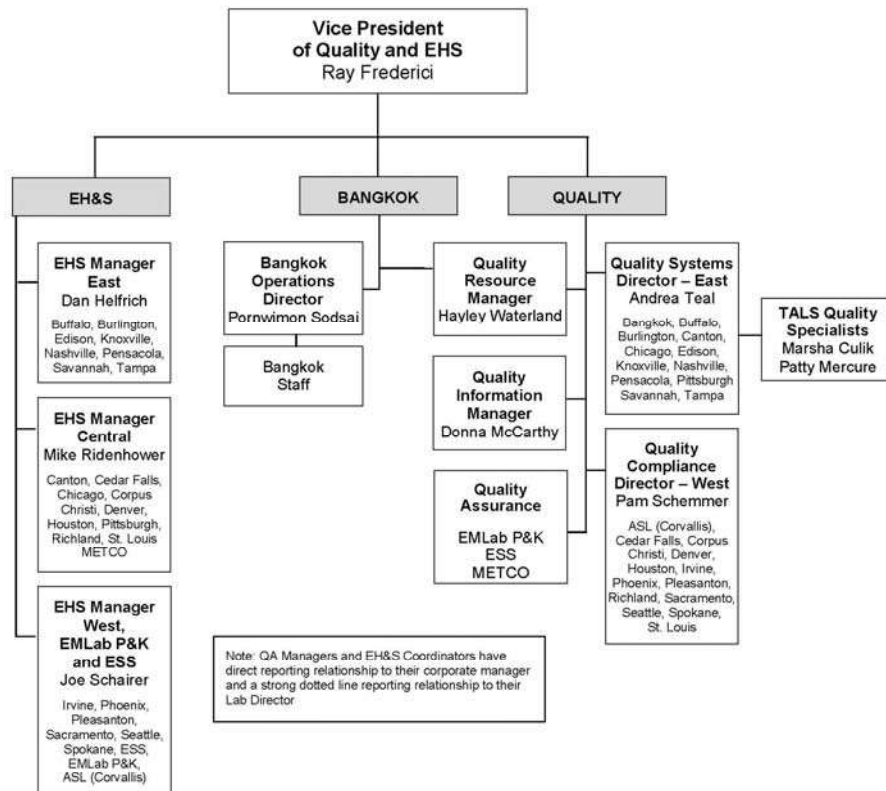 Vice President
of Quality and EHS
Ray Frederici
EH&S
BANGKOK
QUALITY
EHS Manager
East
Dan Helfrich
Buffalo, Burlington,
Edison, Knoxville,
Nashville, Pensacola,
Savannah, Tampa
EHS Manager
Central
Mike Ridenhower
Canton, Cedar Falls,
Chicago, Corpus
Christi, Denver,
Houston, Pittsburgh,
Richland, St. Louis
METCO
EHS Manager
West,
EMLab P&K
and ESS
Joe Schairer
Irvine, Phoenix,
Pleasanton,
Sacramento, Seattle,
Spokane, ESS,
EMLab P&K,
ASL (Corvallis)
Bangkok
Operations
Director
Pornwimon Sodsai
Bangkok
Staff
Quality
Resource
Manager
Hayley Waterland
Quality
Information
Manager
Donna McCarthy
Quality
Assurance
EMLab P&K
ESS
METCO
Quality Systems
Director – East
Andrea Teal
Bangkok, Buffalo,
Burlington, Canton,
Chicago, Edison,
Knoxville, Nashville,
Pensacola, Pittsburgh
Savannah, Tampa
TALS Quality
Specialists
Marsha Culik
Patty Mercure
Quality
Compliance
Director – West
Pam Schemmer
ASL (Corvallis),
Cedar Falls, Corpus
Christi, Denver,
Houston, Irvine,
Phoenix, Pleasanton,
Richland, Sacramento,
Seattle, Spokane,
St. Louis
Note: QA Managers and EH&S Coordinators have
direct reporting relationship to their corporate manager
and a strong dotted line reporting relationship to their
Lab Director